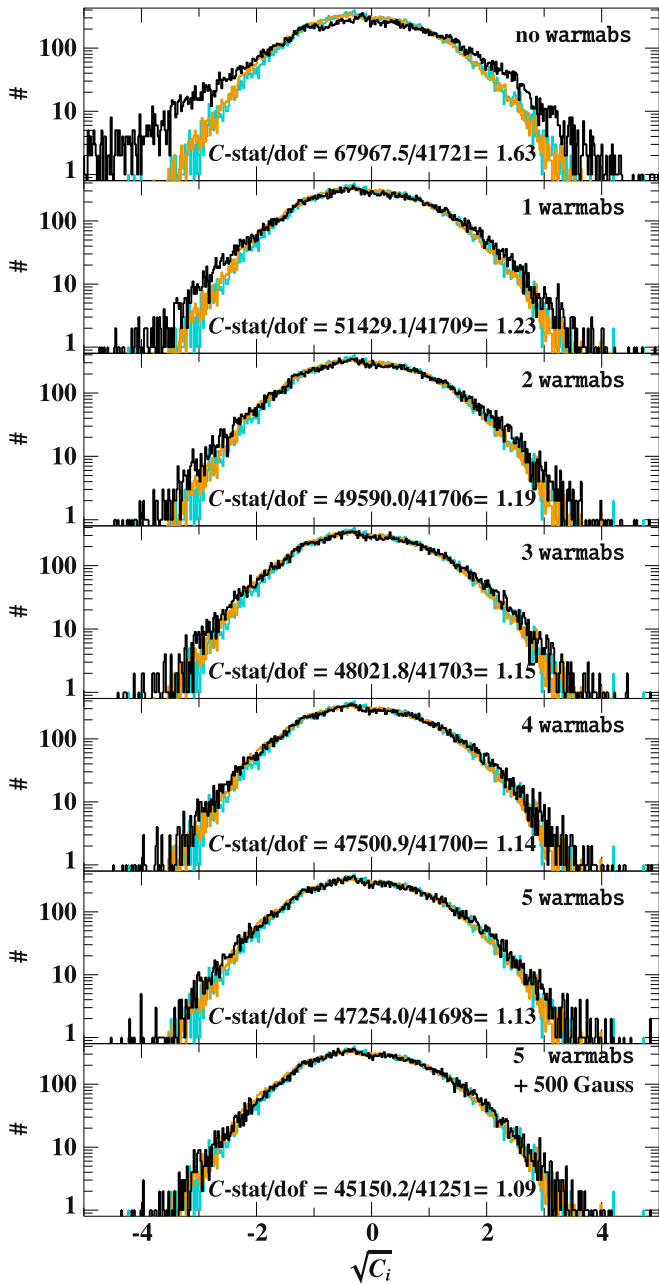 100
no warmabs
10
#
C-stat/dof = 67967.5/41721= 1.63
1
100
1 warmabs
10
#
C-stat/dof = 51429.1/41709= 1.23
1
100
2 warmabs
10
#
C-stat/dof = 49590.0/41706= 1.19
1
100
3 warmabs
10
#
C-stat/dof = 48021.8/41703= 1.15
1
100
4 warmabs
10
#
C-stat/dof = 47500.9/41700= 1.14
1
100
5 warmabs
10
#
C-stat/dof = 47254.0/41698= 1.13
1
100
5 warmabs
+ 500 Gauss
10
#
C-stat/dof = 45150.2/41251= 1.09
1
-4 -2 0 2 4
√Cᵢ